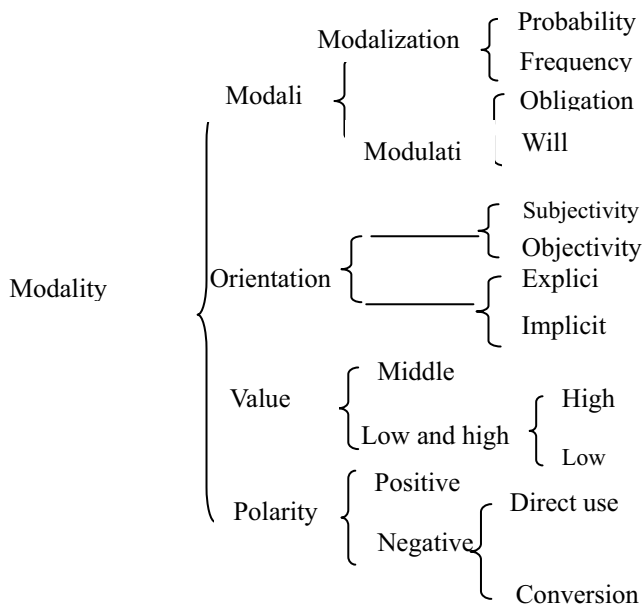 Modalization
Probability
Frequency
Modali
Obligation
Modulati
Will
Subjectivity
Objectivity
Orientation
Explici
Implicit
Modality
Middle
Value
High
Low and high
Low
Positive
Direct use
Polarity
Negative
Conversion